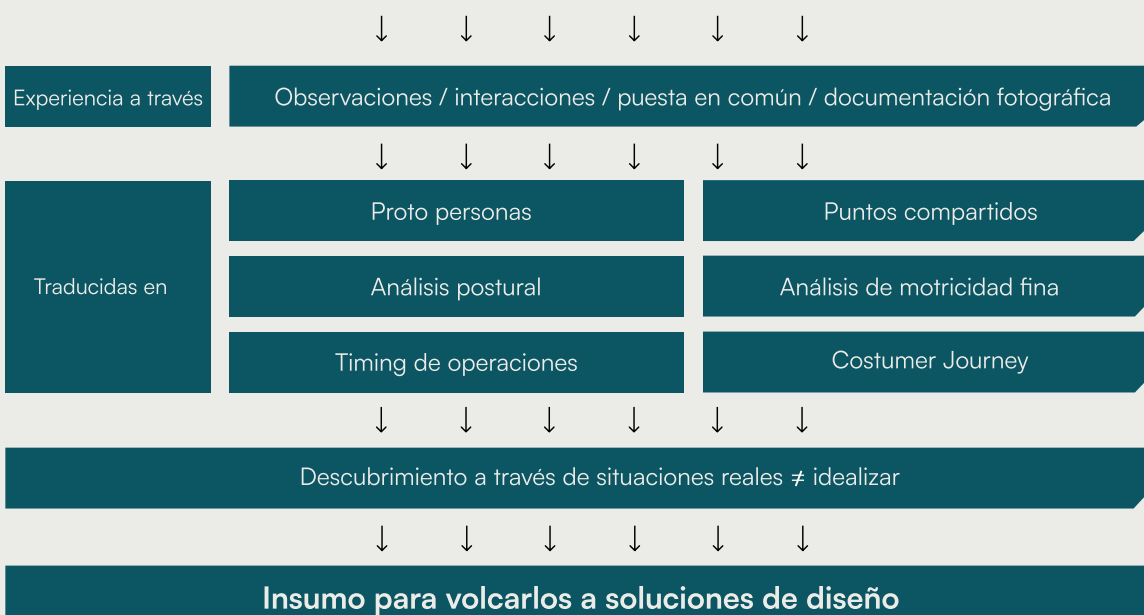 Experiencia a través
Observaciones / interacciones / puesta en común / documentación fotográfica
Traducidas en
Proto personas
Puntos compartidos
Análisis postural
Análisis de motricidad fina
Timing de operaciones
Costumer Journey
Descubrimiento a través de situaciones reales ≠ idealizar
Insumo para volcarlos a soluciones de diseño